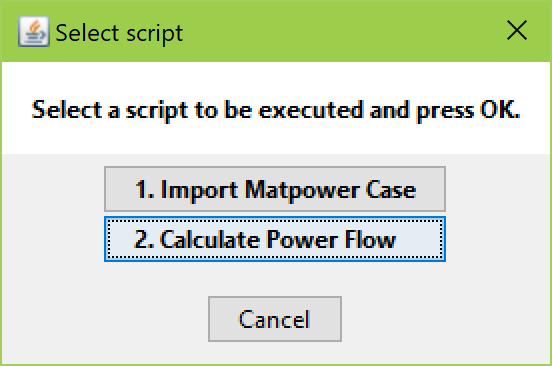 Select script
Select a script to be executed and press OK.
1. Import Matpower Case
2. Calculate Power Flow
Cancel